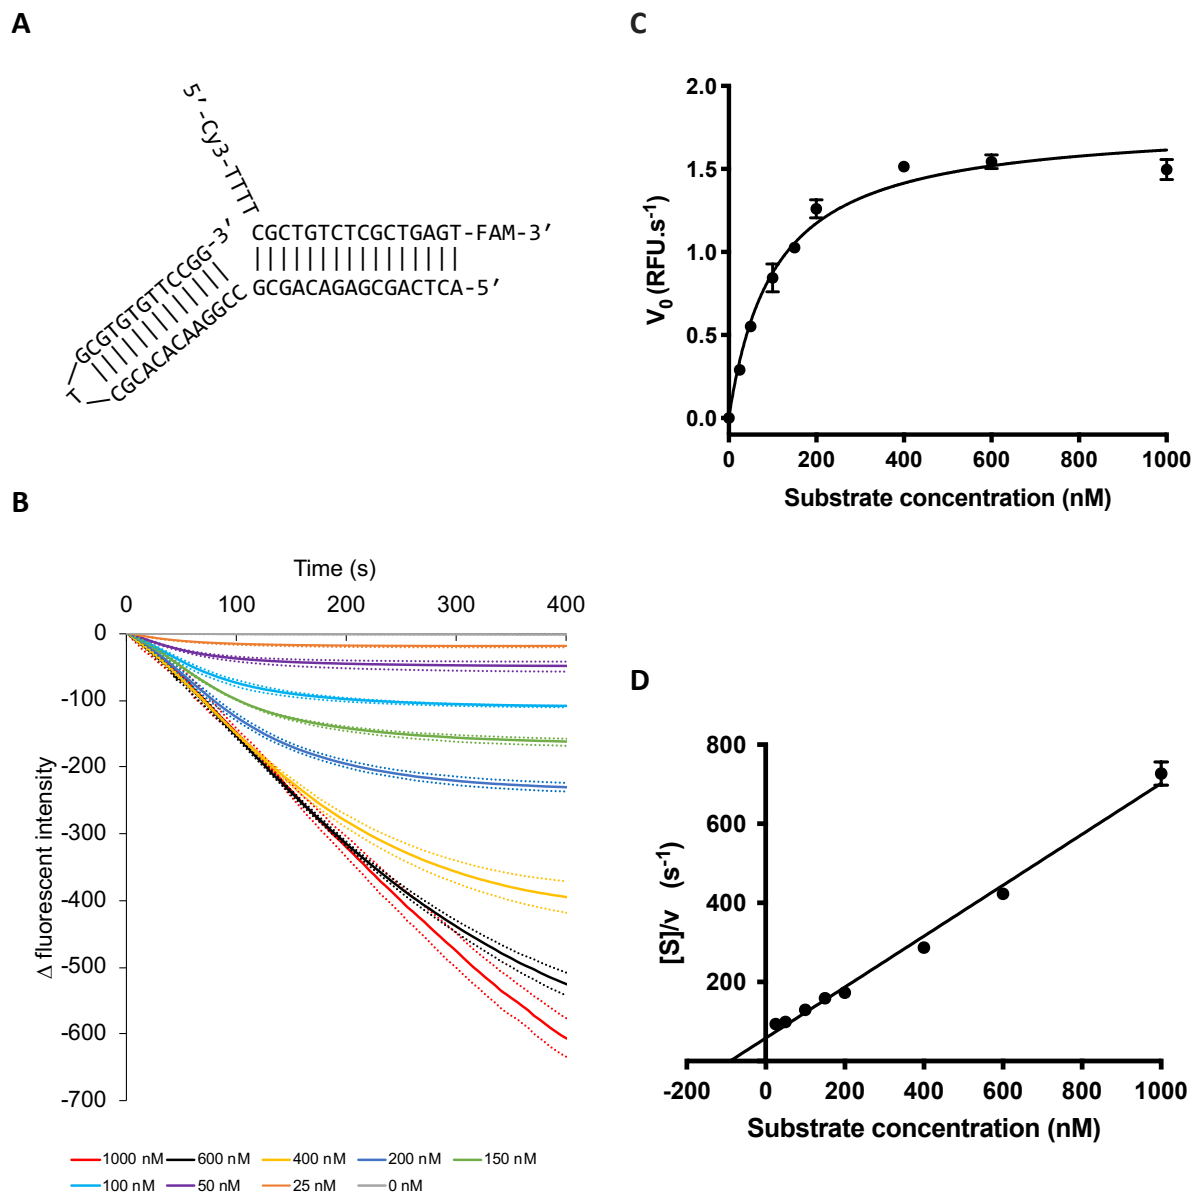 A
5’-Cy3-TTTT
CGCTGTCTCGCTGAGT-FAM-3’
GCGACAGAGCGACTCA-5’
GCGTGTGTTCCGG-3’
CGCACACAAGGCC
T
B
Time (s)
0 100 200 300 400
0
-100
-200
-300
-400
-500
-600
-700
Δ fluorescent intensity
1000 nM 600 nM 400 nM 200 nM 150 nM
100 nM 50 nM 25 nM 0 nM
C
2.0
1.5
1.0
0.5
0.0
V0 (RFU.s-1)
0 200 400 600 800 1000
Substrate concentration (nM)
D
800
600
400
200
[S]/v (s-1)
-200 0 200 400 600 800 1000
Substrate concentration (nM)